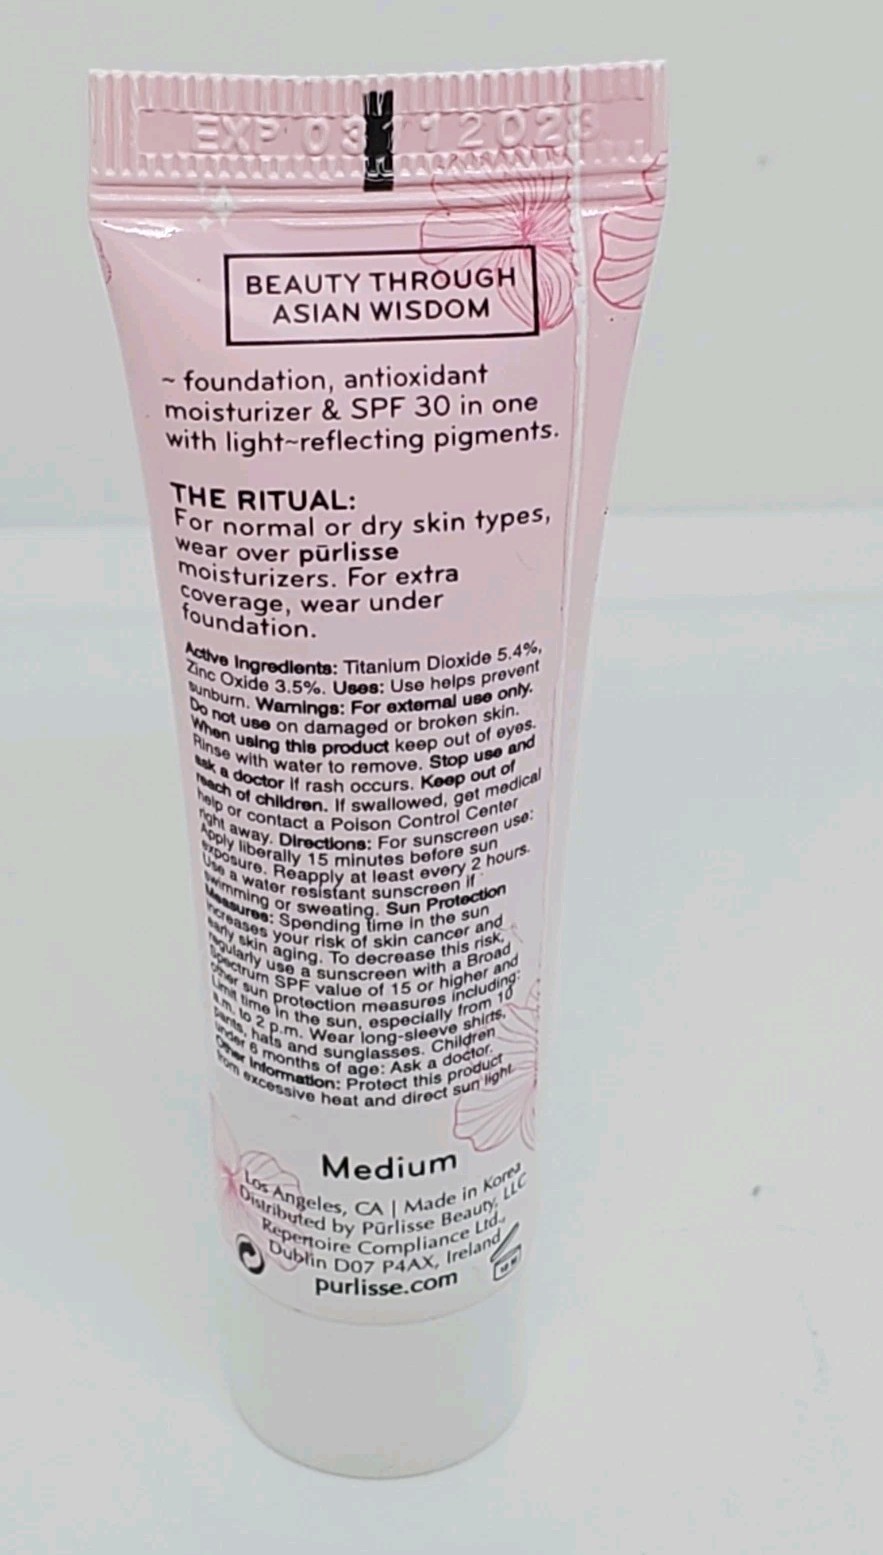 EXP 03 11 2023
BEAUTY THROUGH
ASIAN WISDOM
~ foundation, antioxidant
moisturizer & SPF 30 in one
with light~reflecting pigments.
THE RITUAL:
For normal or dry skin types,
wear over pūrlisse
moisturizers. For extra
coverage, wear under
foundation.
Active Ingredients: Titanium Dioxide 5.4%,
Zinc Oxide 3.5%. Uses: Use helps prevent
sunburn. Warnings: For external use only.
Do not use on damaged or broken skin.
When using this product keep out of eyes.
Rinse with water to remove. Stop use and
ask a doctor if rash occurs. Keep out of
reach of children. If swallowed, get medical
help or contact a Poison Control Center
right away. Directions: For sunscreen use:
Apply liberally 15 minutes before sun
exposure. Reapply at least every 2 hours.
Use a water resistant sunscreen if
swimming or sweating. Sun Protection
Measures: Spending time in the sun
increases your risk of skin cancer and
early skin aging. To decrease this risk,
regularly use a sunscreen with a Broad
Spectrum SPF value of 15 or higher and
other sun protection measures including:
Limit time in the sun, especially from 10
a.m. to 2 p.m. Wear long-sleeve shirts,
pants, hats and sunglasses. Children
under 6 months of age: Ask a doctor.
Other Information: Protect this product
from excessive heat and direct sun light.
Medium
Los Angeles, CA | Made in Korea
Distributed by Pūrlisse Beauty, LLC
Repertoire Compliance Ltd.,
Dublin D07 P4AX, Ireland
purlisse.com